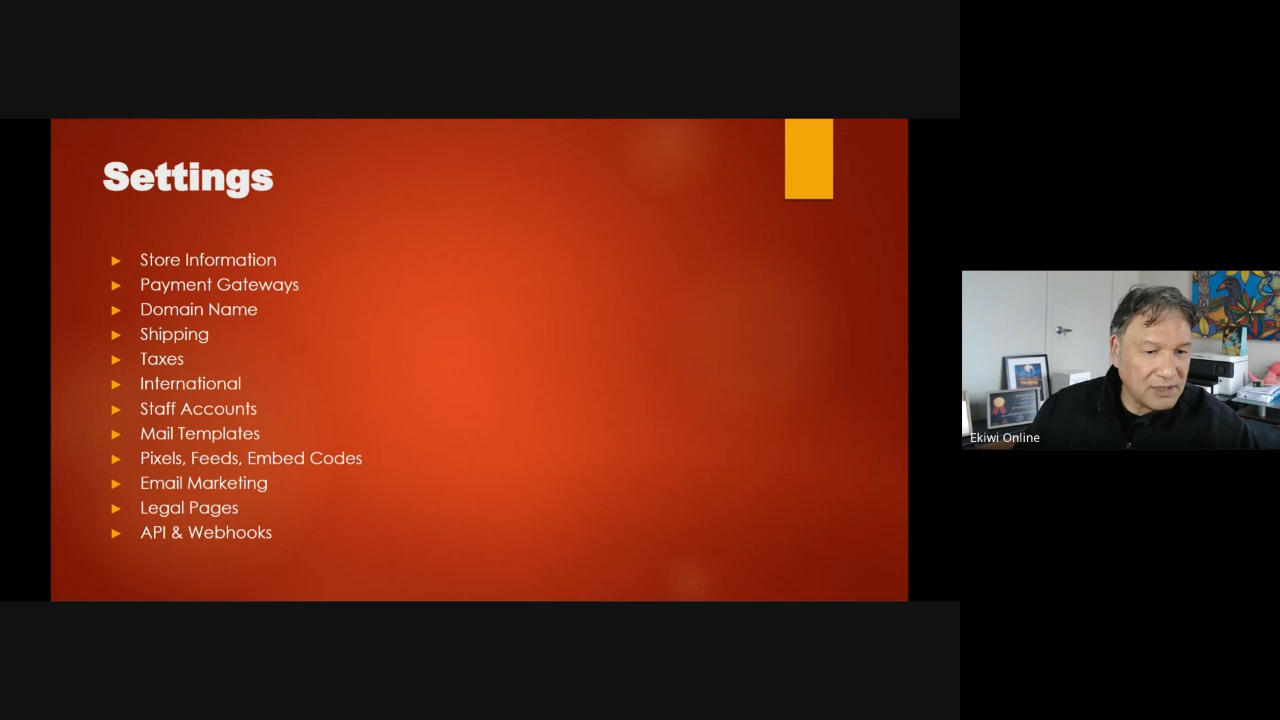 Settings
Store Information
Payment Gateways
Domain Name
Shipping
Taxes
International
Staff Accounts
Mail Templates
Pixels, Feeds, Embed Codes
Email Marketing
Legal Pages
API & Webhooks
Ekiwi Online